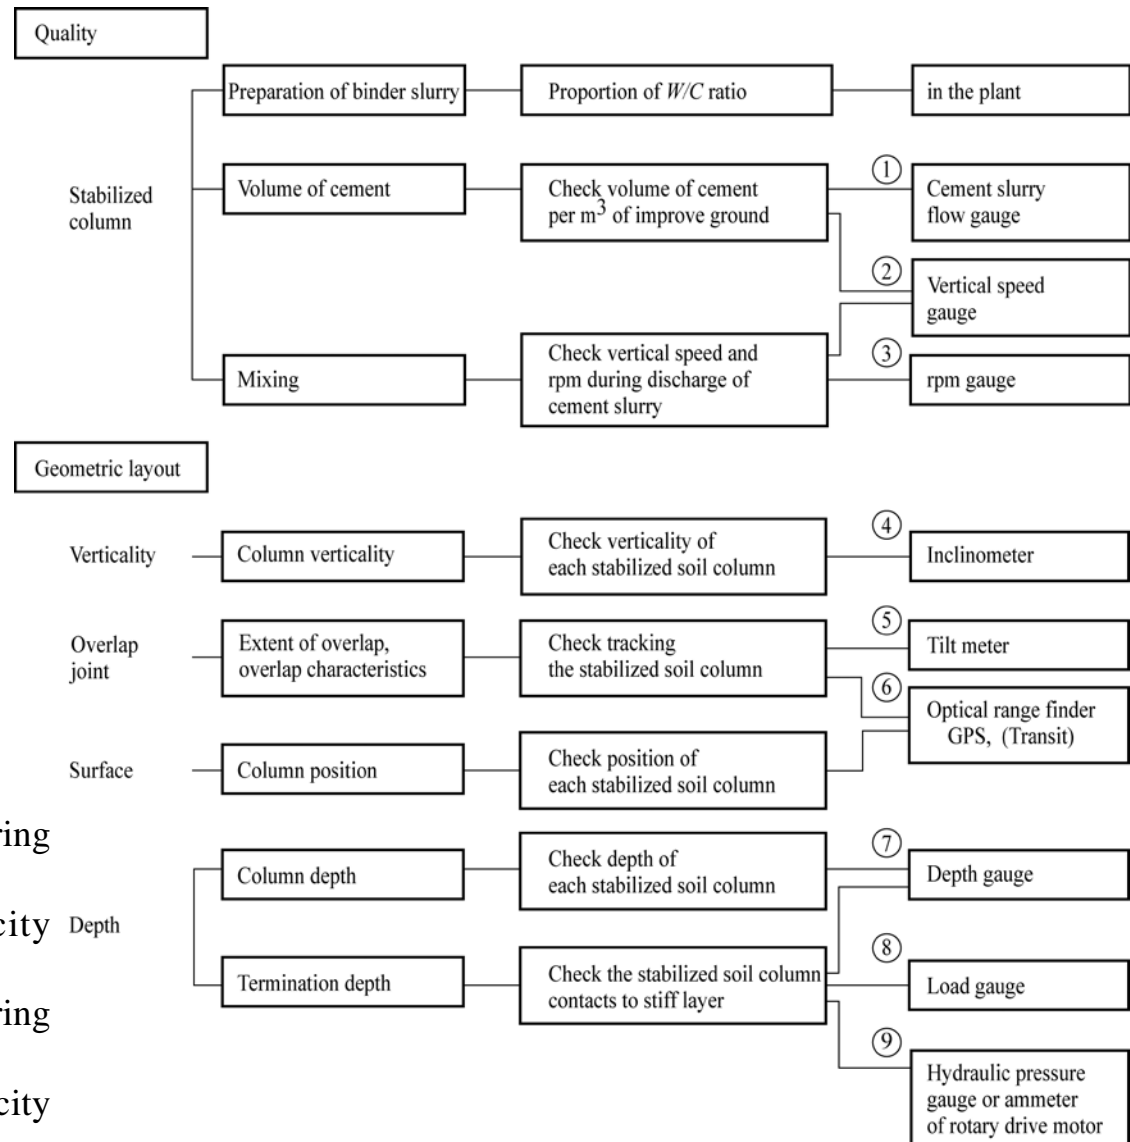 Quality
Preparation of binder slurry
Proportion of W/C ratio
in the plant
Stabilized
column
Volume of cement
Check volume of cement
per m³ of improve ground
①
Cement slurry
flow gauge
②
Vertical speed
gauge
Mixing
Check vertical speed and
rpm during discharge of
cement slurry
③
rpm gauge
Geometric layout
Verticality
Column verticality
Check verticality of
each stabilized soil column
④
Inclinometer
Overlap
joint
Extent of overlap,
overlap characteristics
Check tracking
the stabilized soil column
⑤
Tilt meter
⑥
Optical range finder
GPS, (Transit)
Surface
Column position
Check position of
each stabilized soil column
ring
city
ring
city
Depth
Column depth
Check depth of
each stabilized soil column
⑦
Depth gauge
Termination depth
Check the stabilized soil column
contacts to stiff layer
⑧
Load gauge
⑨
Hydraulic pressure
gauge or ammeter
of rotary drive motor